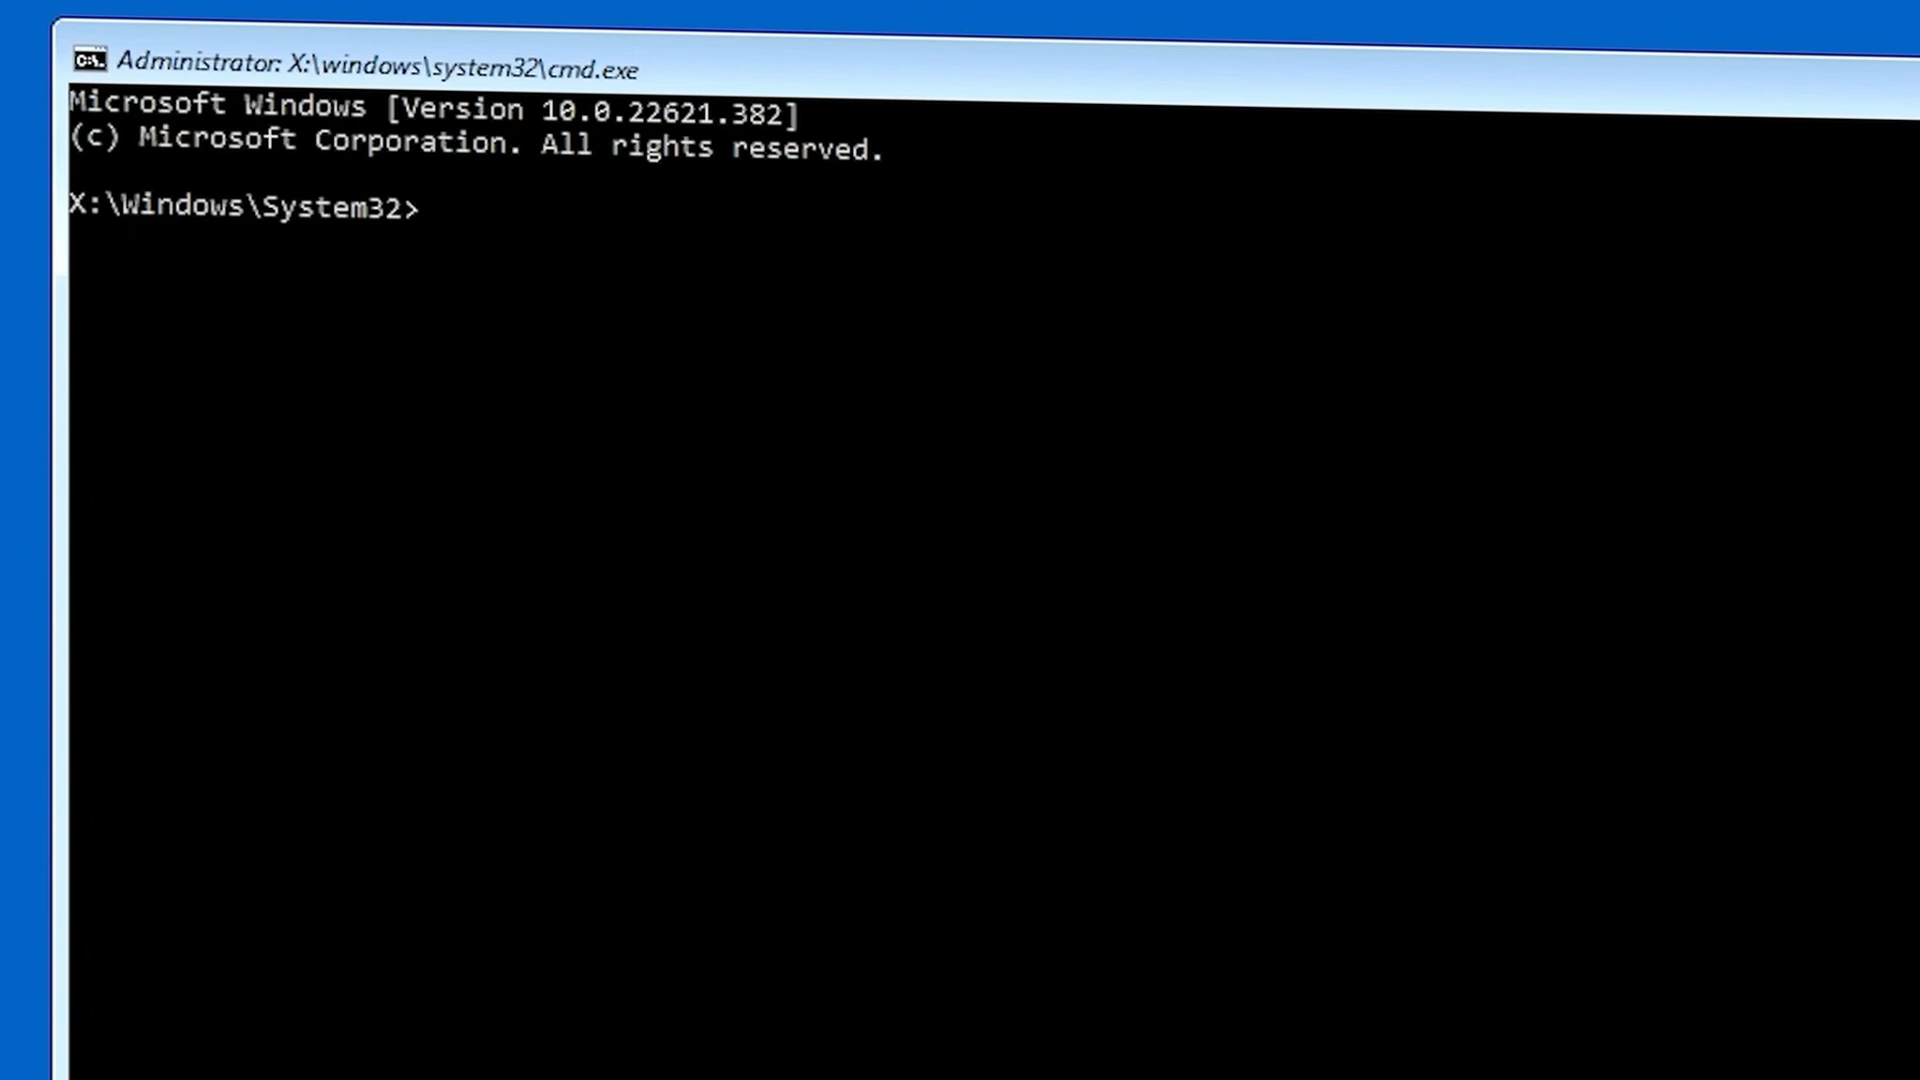 C:\.
Administrator: X:\windows\system32\cmd.exe
Microsoft Windows [Version 10.0.22621.382]
(c) Microsoft Corporation. All rights reserved.
X:\Windows\System32>